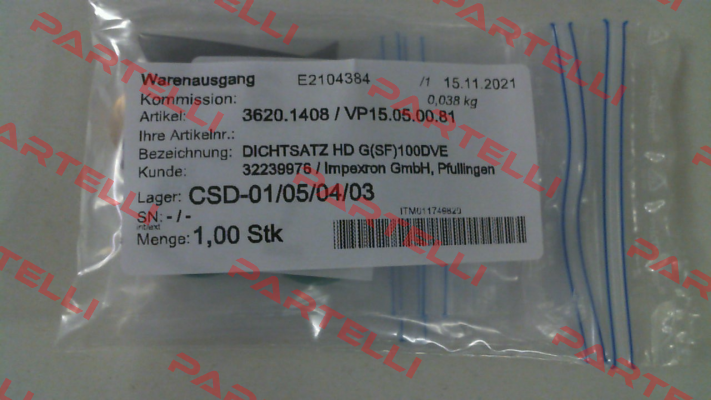 Warenausgang E2104384 /1 15.11.2021
Kommission: 0,038 kg
Artikel: 3620.1408 / VP15.05.00.81
Ihre Artikelnr.:
Bezeichnung: DICHTSATZ HD G(SF)100DVE
Kunde: 32239976 / Impexron GmbH, Pfullingen
Lager: CSD-01/05/04/03
SN: - / -
ITM011749823
Menge: 1,00 Stk
PARTELLI